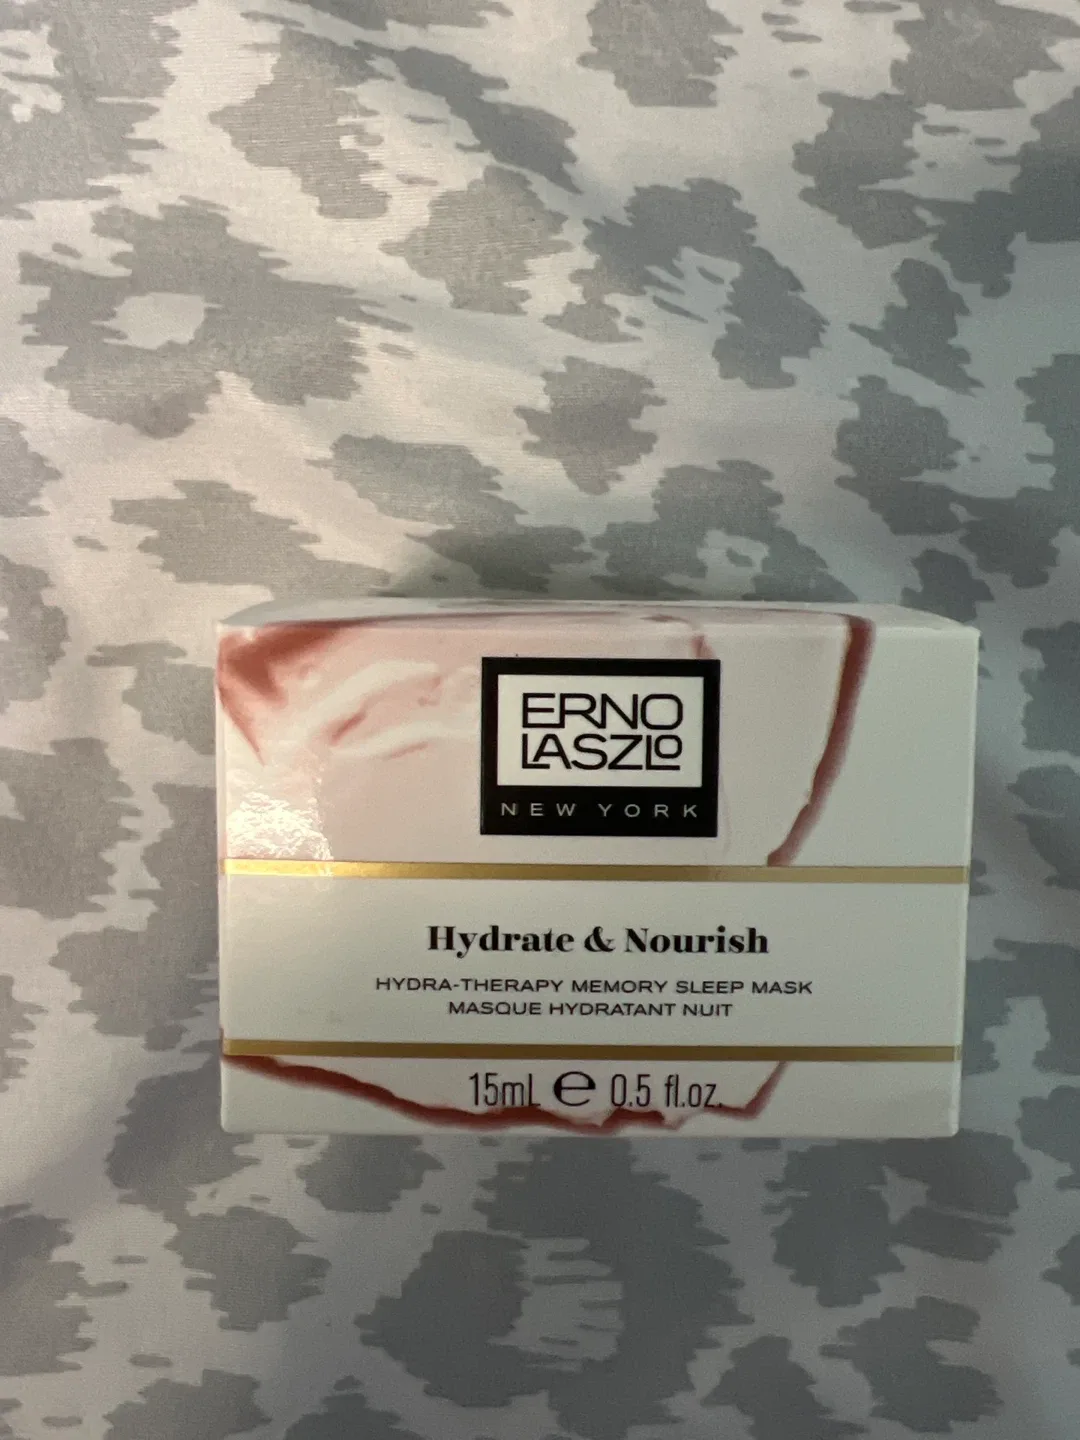 ERNO
LASZLO
NEW YORK
Hydrate & Nourish
HYDRA-THERAPY MEMORY SLEEP MASK
MASQUE HYDRATANT NUIT
15mL ℮ 0.5 fl.oz.